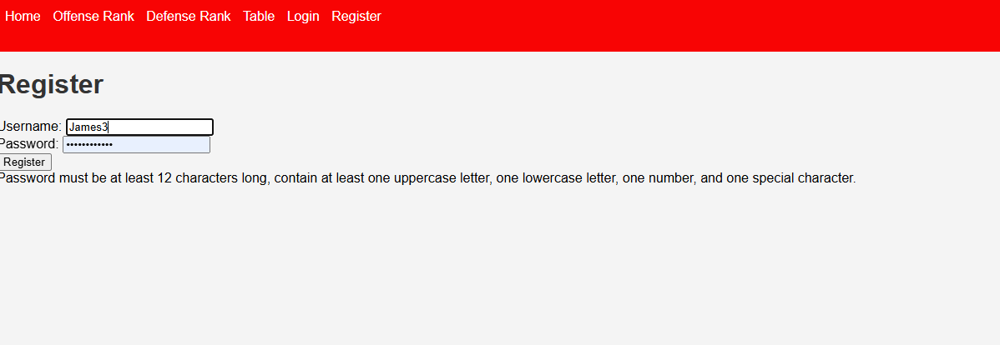 Home Offense Rank Defense Rank Table Login Register
Register
Username: James3
Password: ••••••••••••
Register
Password must be at least 12 characters long, contain at least one uppercase letter, one lowercase letter, one number, and one special character.